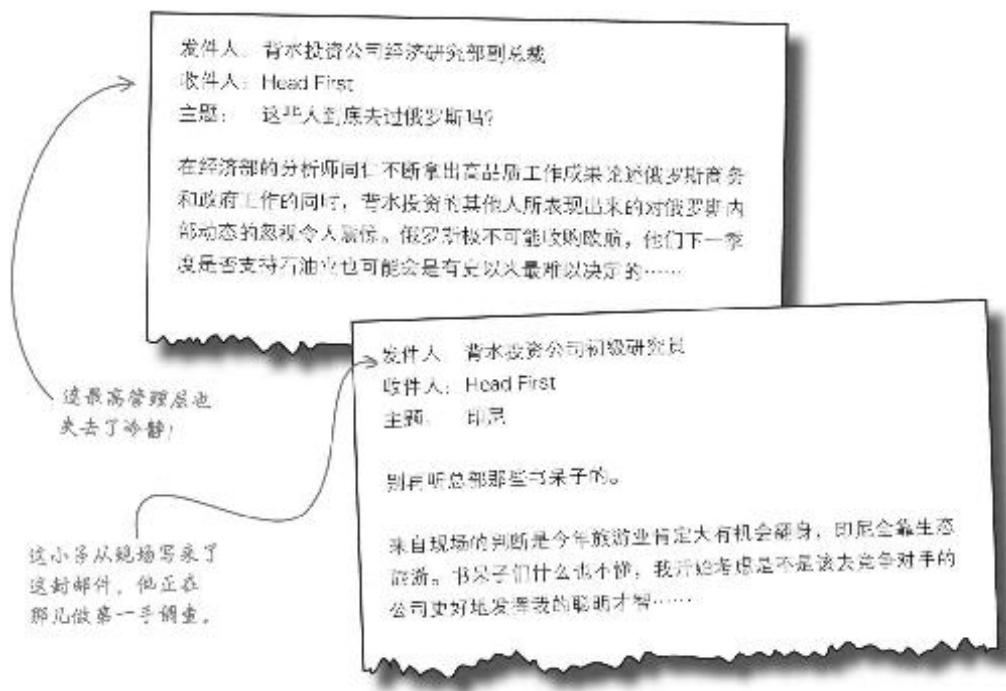 发件人：背水投资公司经济研究部副总裁
收件人：Head First
主题： 这些人到底去过俄罗斯吗？
在经济部的分析师同仁不断拿出高品质工作成果论述俄罗斯商务
和政府工作的同时，背水投资的其他人所表现出来的对俄罗斯内
部动态的忽视令人震惊。俄罗斯极不可能收购欧航，他们下一季
度是否支持石油业也可能会是有史以来最难以决定的……
这最高管理层也
失去了冷静！
发件人：背水投资公司初级研究员
收件人：Head First
主题： 印尼
别再听总部那些书呆子的。
来自现场的判断是今年旅游业肯定大有机会翻身，印尼全靠生态
旅游。书呆子们什么也不懂，我开始考虑是不是该去竞争对手的
公司更好地发挥我的聪明才智……
这小子从现场写来了
这封邮件，他正在
那儿做第一手调查。